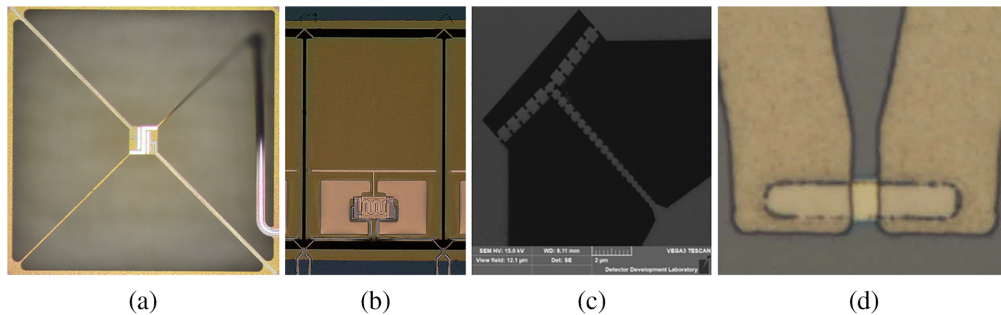 SEM HV: 15.0 kV WD: 8.11 mm VEGA3 TESCAN
View field: 12.1 µm Det: SE 2 µm
Detector Development Laboratory
(a) (b) (c) (d)